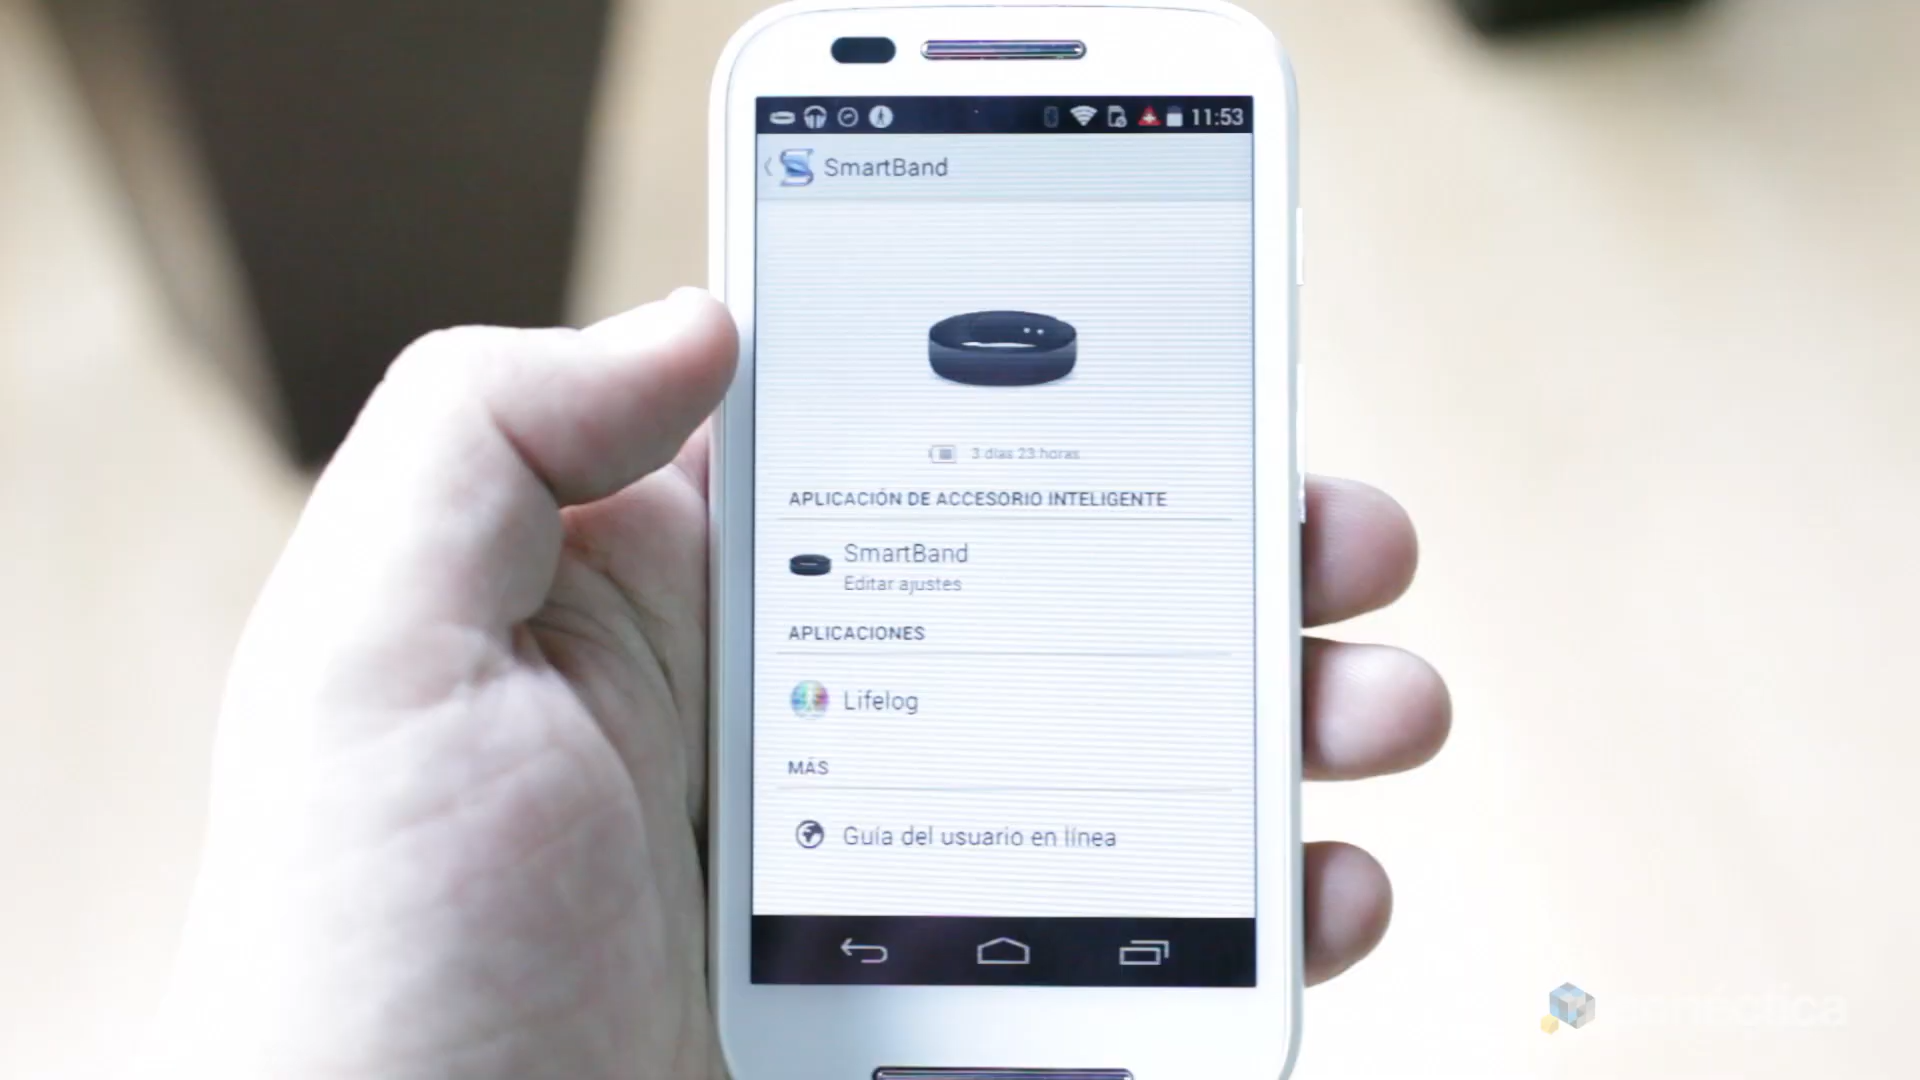 11:53
SmartBand
3 días 23 horas
APLICACIÓN DE ACCESORIO INTELIGENTE
SmartBand
Editar ajustes
APLICACIONES
Lifelog
MÁS
Guía del usuario en línea